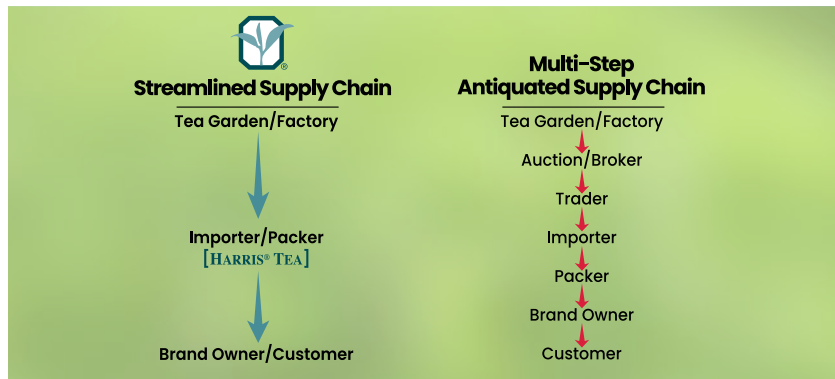 Streamlined Supply Chain
Tea Garden/Factory
Importer/Packer
[HARRIS® TEA]
Brand Owner/Customer
Multi-Step
Antiquated Supply Chain
Tea Garden/Factory
Auction/Broker
Trader
Importer
Packer
Brand Owner
Customer